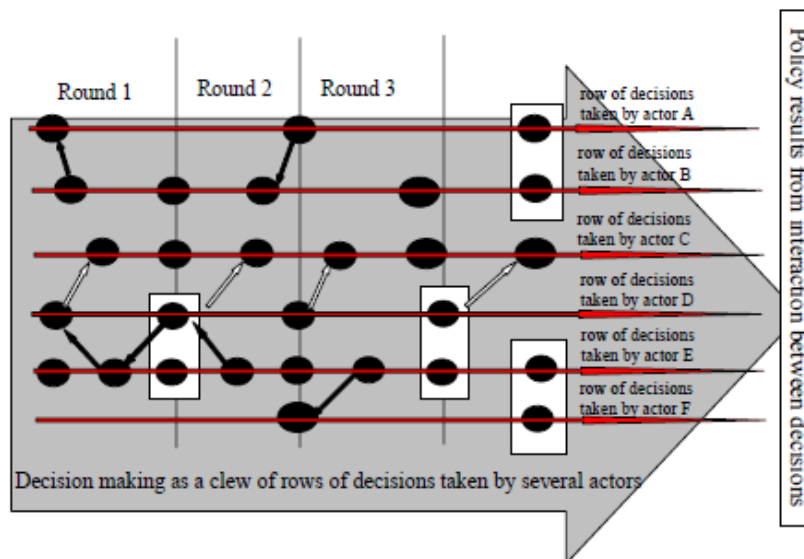 Round 1
Round 2
Round 3
row of decisions
taken by actor A
row of decisions
taken by actor B
row of decisions
taken by actor C
row of decisions
taken by actor D
row of decisions
taken by actor E
row of decisions
taken by actor F
Decision making as a clew of rows of decisions taken by several actors
Policy results from interaction between decisions